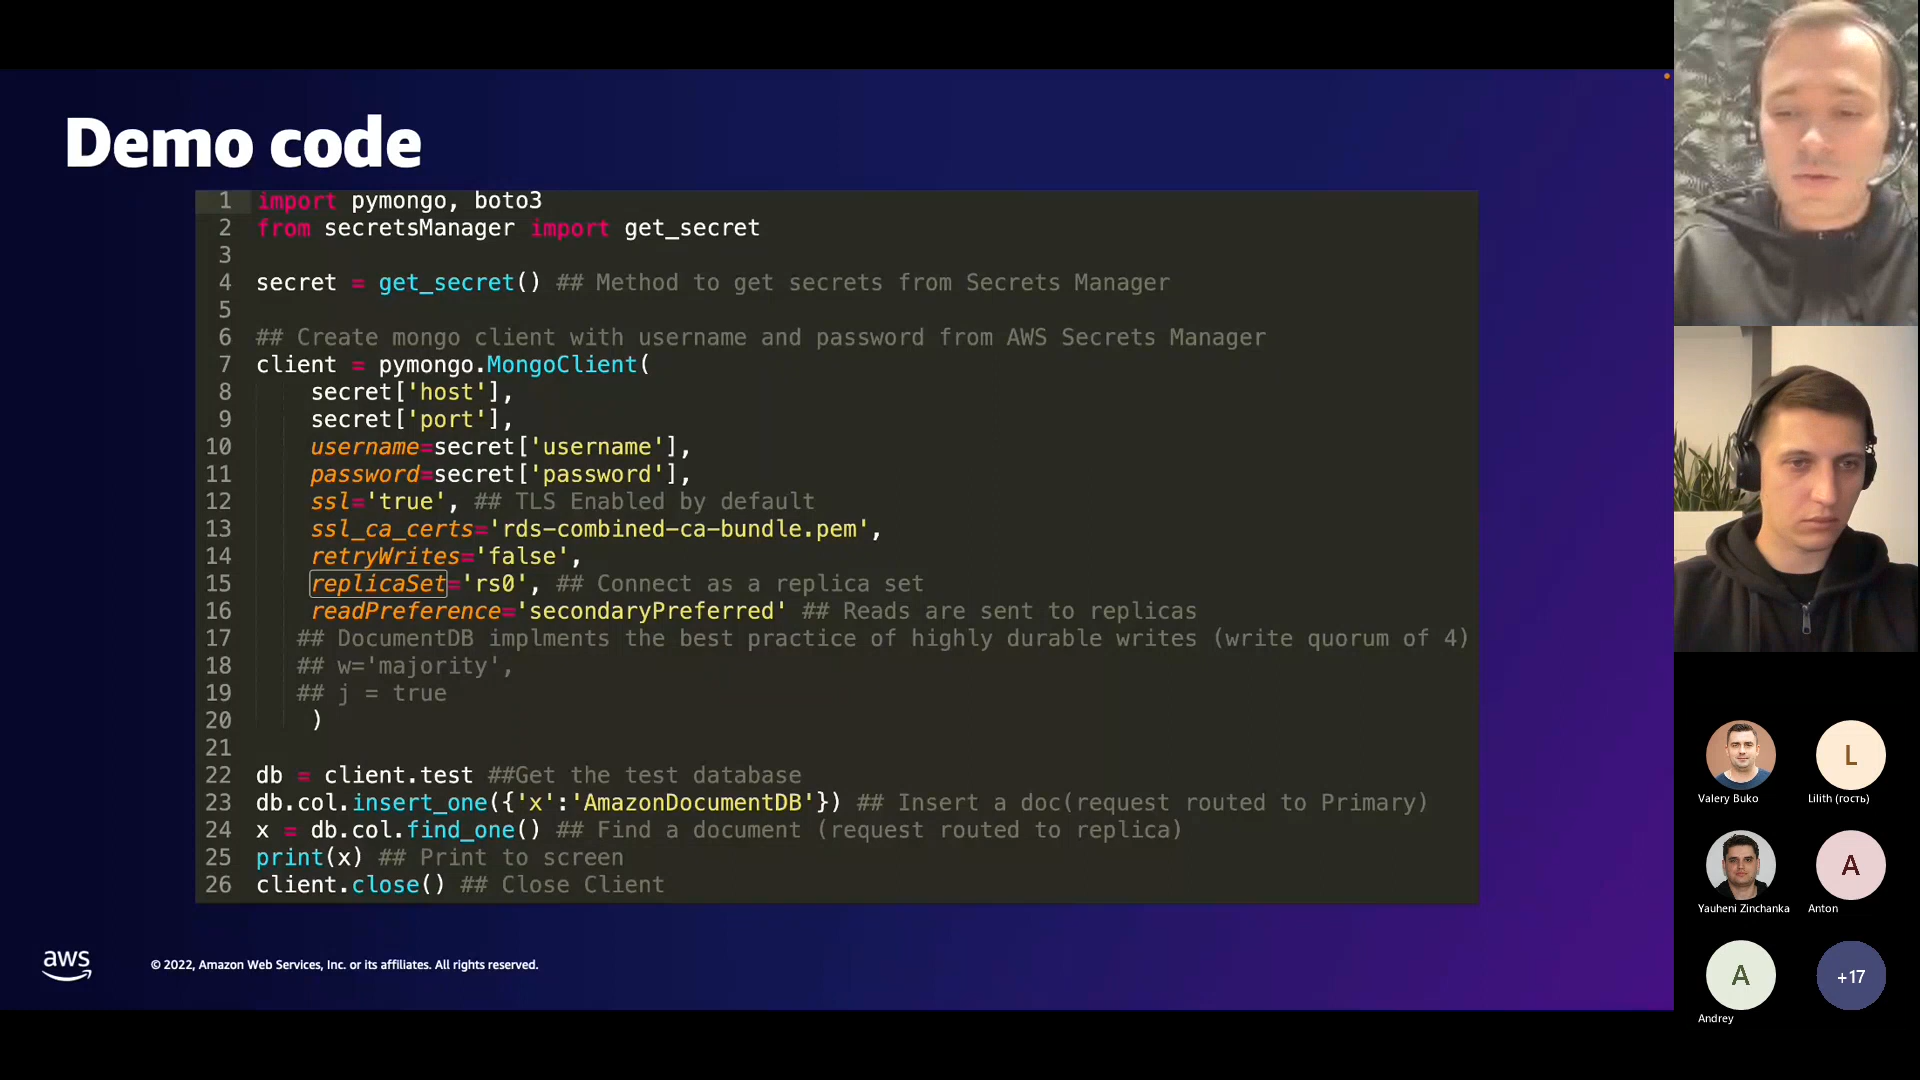 Demo code
1 import pymongo, boto3
2 from secretsManager import get_secret
3
4 secret = get_secret() ## Method to get secrets from Secrets Manager
5
6 ## Create mongo client with username and password from AWS Secrets Manager
7 client = pymongo.MongoClient(
8 secret['host'],
9 secret['port'],
10 username=secret['username'],
11 password=secret['password'],
12 ssl='true', ## TLS Enabled by default
13 ssl_ca_certs='rds-combined-ca-bundle.pem',
14 retryWrites='false',
15 replicaSet='rs0', ## Connect as a replica set
16 readPreference='secondaryPreferred' ## Reads are sent to replicas
17 ## DocumentDB implments the best practice of highly durable writes (write quorum of 4)
18 ## w='majority',
19 ## j = true
20 )
21
22 db = client.test ##Get the test database
23 db.col.insert_one({'x':'AmazonDocumentDB'}) ## Insert a doc(request routed to Primary)
24 x = db.col.find_one() ## Find a document (request routed to replica)
25 print(x) ## Print to screen
26 client.close() ## Close Client
aws
© 2022, Amazon Web Services, Inc. or its affiliates. All rights reserved.
L
Valery Buko
Lilith (гость)
A
Yauheni Zinchanka
Anton
A
+17
Andrey